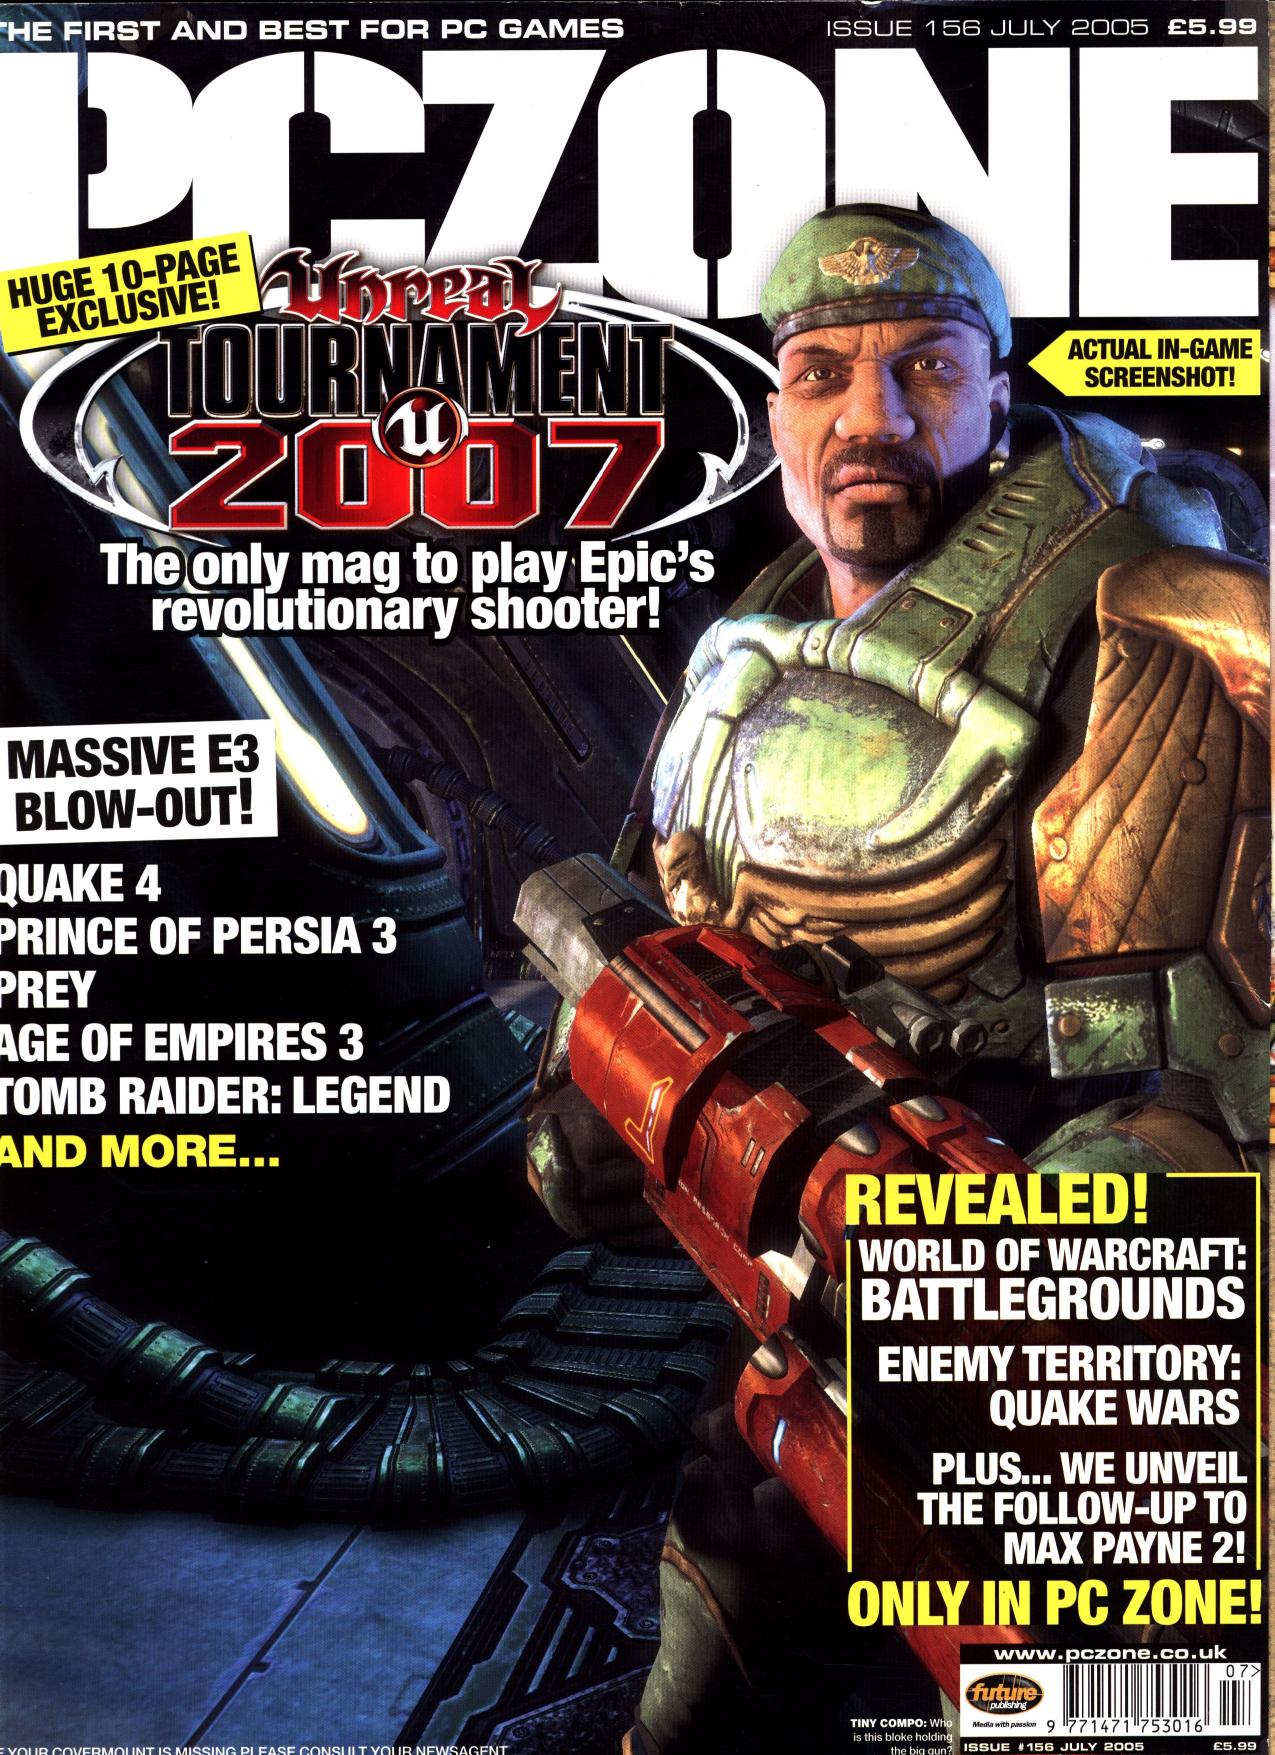 THE FIRST AND BEST FOR PC GAMES
ISSUE 156 JULY 2005 £5.99
PCZONE
HUGE 10-PAGE
EXCLUSIVE!
Unreal
TOURNAMENT
2007
The only mag to play Epic's
revolutionary shooter!
ACTUAL IN-GAME
SCREENSHOT!
MASSIVE E3
BLOW-OUT!
QUAKE 4
PRINCE OF PERSIA 3
PREY
AGE OF EMPIRES 3
TOMB RAIDER: LEGEND
AND MORE...
REVEALED!
WORLD OF WARCRAFT:
BATTLEGROUNDS
ENEMY TERRITORY:
QUAKE WARS
PLUS... WE UNVEIL
THE FOLLOW-UP TO
MAX PAYNE 2!
ONLY IN PC ZONE!
www.pczone.co.uk
future
publishing
Media with passion
07>
9 771471 753016
ISSUE #156 JULY 2005 £5.99
TINY COMPO: Who
is this bloke holding
the big gun?
IF YOUR COVERMOUNT IS MISSING PLEASE CONSULT YOUR NEWSAGENT